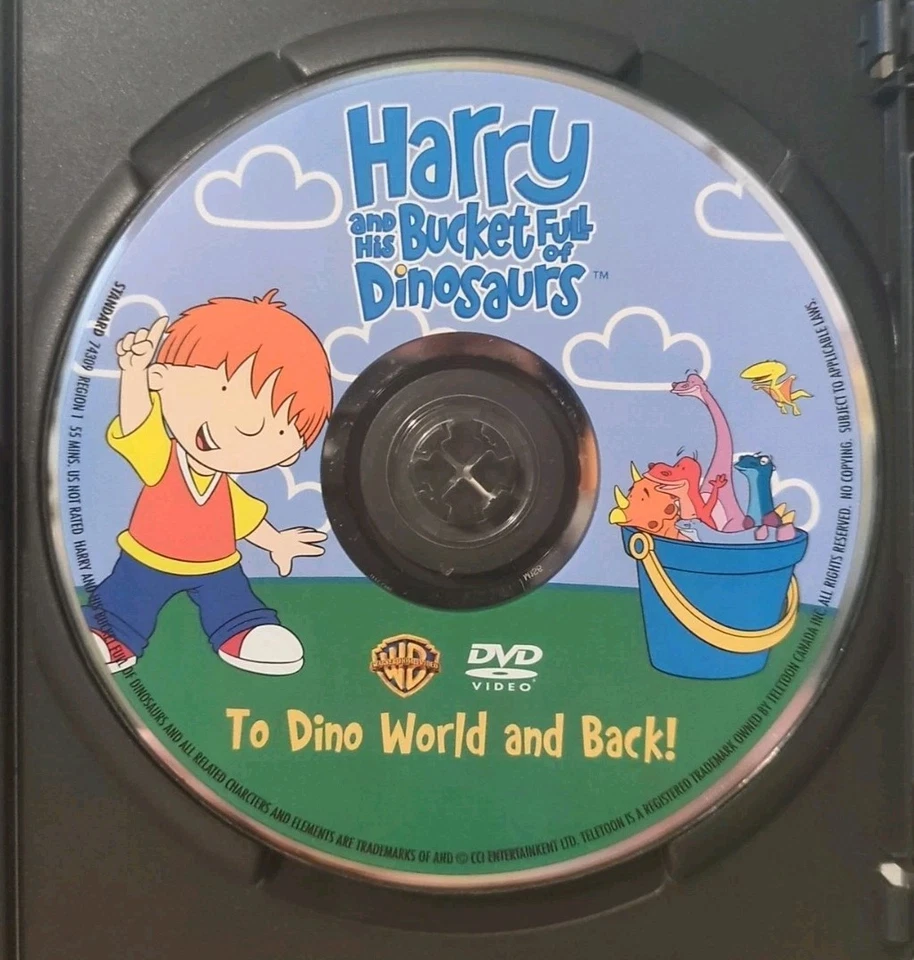 Harry
and His Bucket Full of
Dinosaurs™
DVD
VIDEO
To Dino World and Back!
STANDARD 74309 REGION 1 55 MINS. US NOT RATED HARRY AND HIS BUCKET FULL OF DINOSAURS AND ALL RELATED CHARCTERS AND ELEMENTS ARE TRADEMARKS OF AND © CCI ENTERTAINKENT LTD. TELETOON IS A REGISTERED TRADEMARK OWNED BY TELETOON CANADA INC. ALL RIGHTS RESERVED. NO COPYING. SUBJECT TO APPLICABLE LAWS.